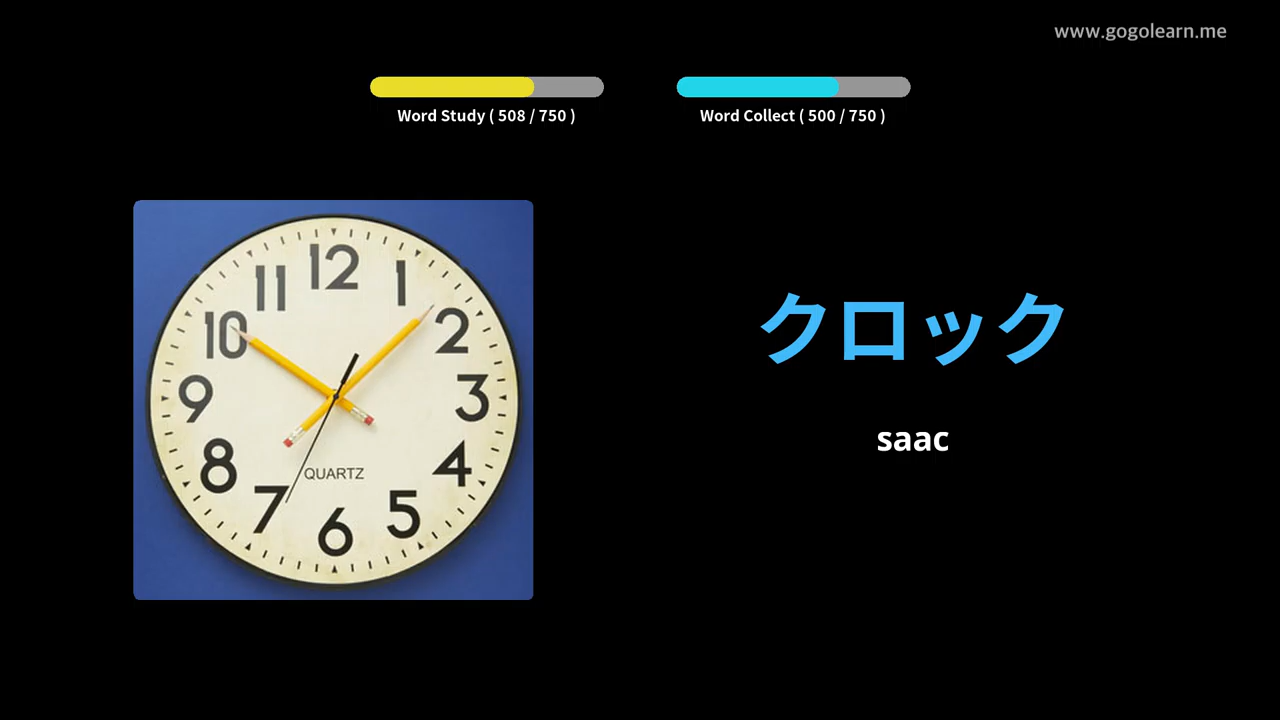 www.gogolearn.me
Word Study ( 508 / 750 )
Word Collect ( 500 / 750 )
12
11
1
10
2
9
3
8
4
7
5
6
QUARTZ
クロック
saac